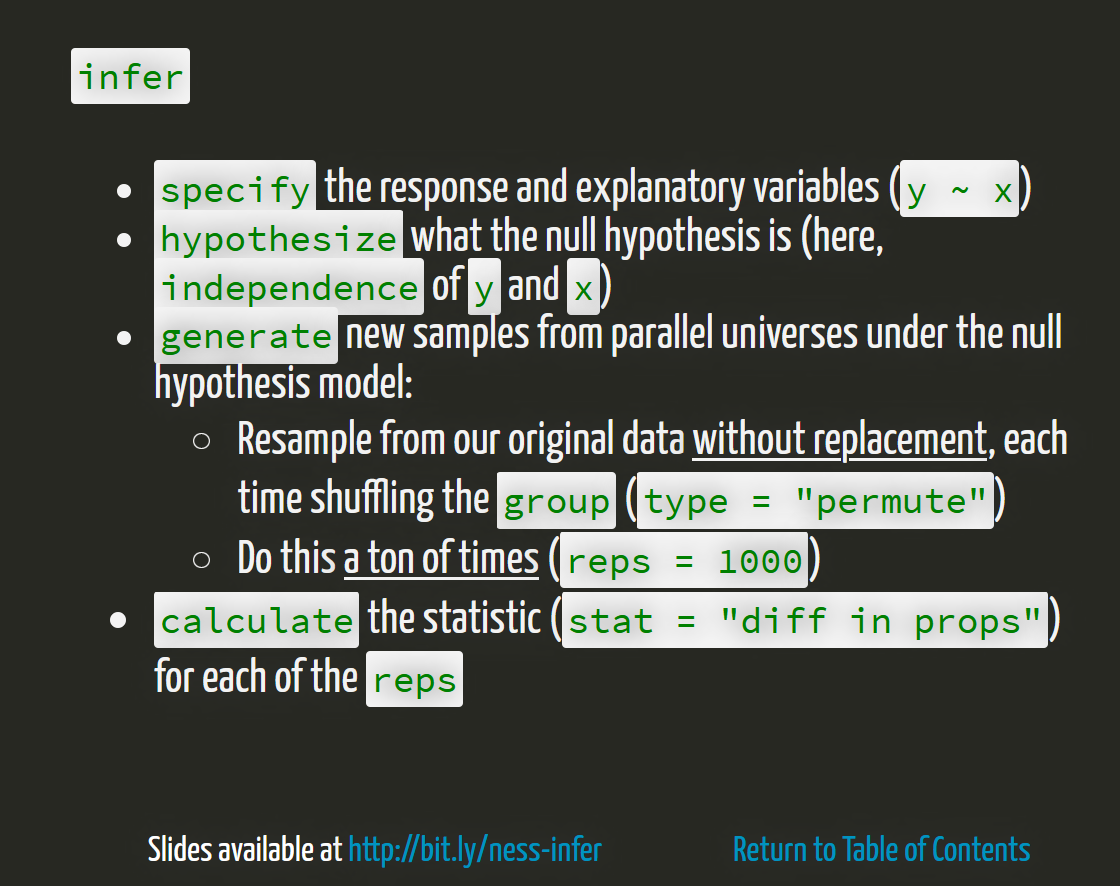 infer
specify the response and explanatory variables (y ~ x)
hypothesize what the null hypothesis is (here,
independence of y and x)
generate new samples from parallel universes under the null
hypothesis model:
Resample from our original data without replacement, each
time shuffling the group (type = "permute")
Do this a ton of times (reps = 1000)
calculate the statistic (stat = "diff in props")
for each of the reps
Slides available at http://bit.ly/ness-infer Return to Table of Contents